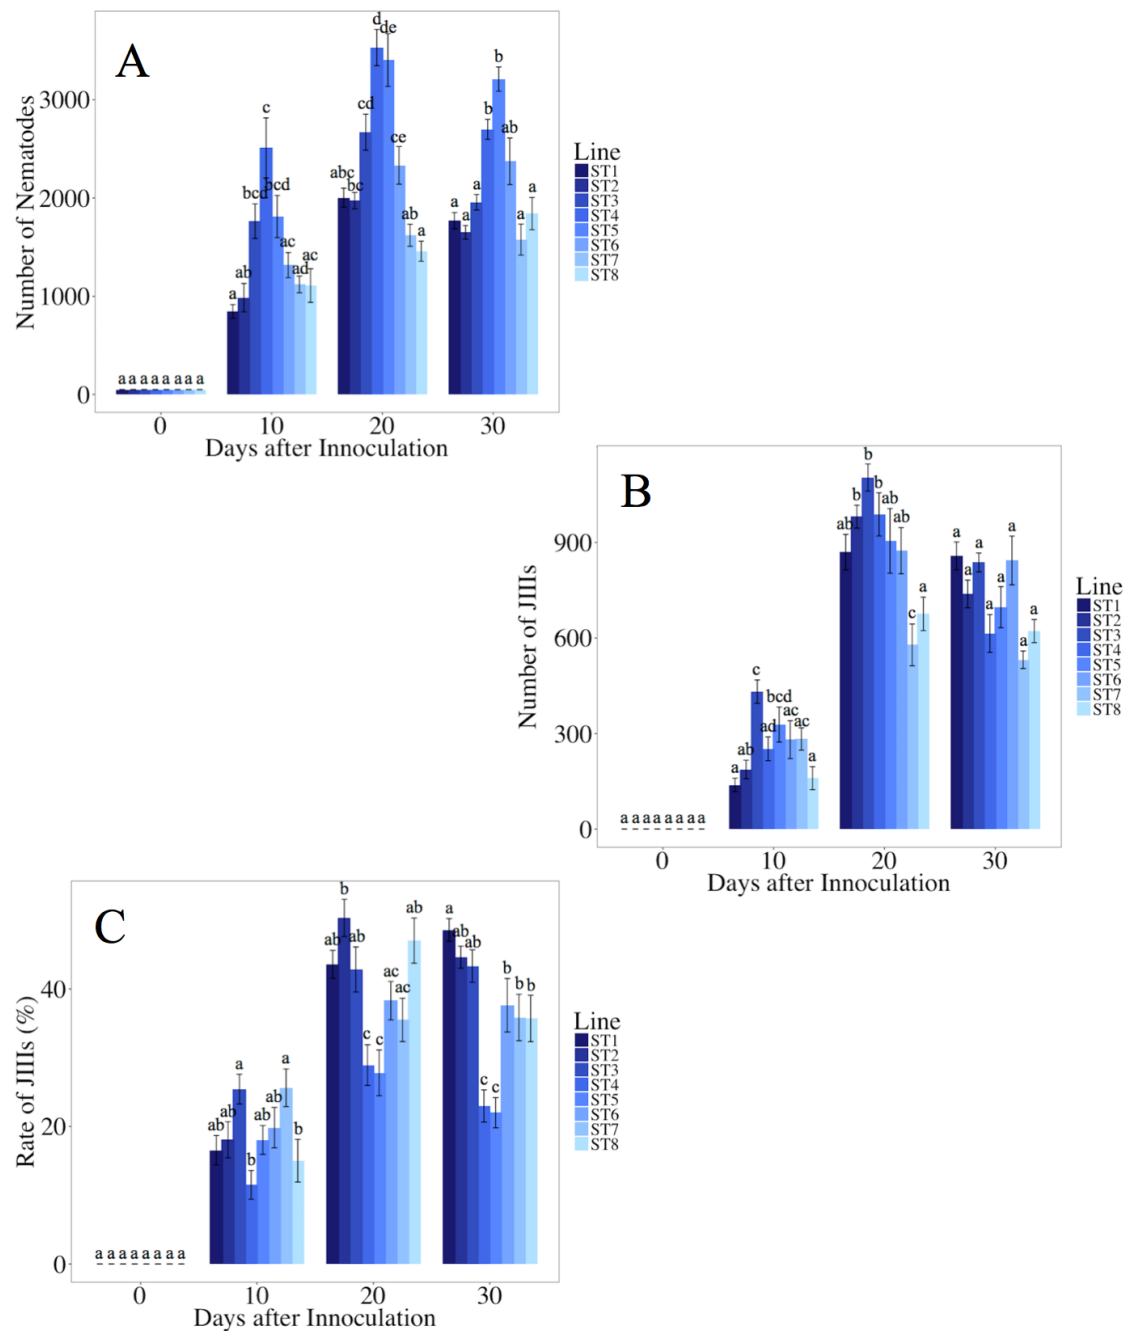 A
d
de
b
c
cd
b
ce
ab
3000
bcd
bcd
abc
bc
2000
a
a
a
a
a
ab
ac
ad
ac
ab
a
a
1000
0
a a a a a a a a
0 10 20 30
Days after Innoculation
Number of Nematodes
Line
ST1
ST2
ST3
ST4
ST5
ST6
ST7
ST8
B
b
b
b
ab
ab
ab
a
c
a
a
a
a
a
a
a
a
900
600
c
bcd
ad
ac
ac
ab
a
a
300
0
a a a a a a a a
0 10 20 30
Days after Innoculation
Number of JIIIs
Line
ST1
ST2
ST3
ST4
ST5
ST6
ST7
ST8
C
b
ab
ab
ab
ac
ac
c
c
a
ab
ab
b
b
b
c
c
40
a
a
ab
ab
ab
ab
b
b
20
0
a a a a a a a a
0 10 20 30
Days after Innoculation
Rate of JIIIs (%)
Line
ST1
ST2
ST3
ST4
ST5
ST6
ST7
ST8